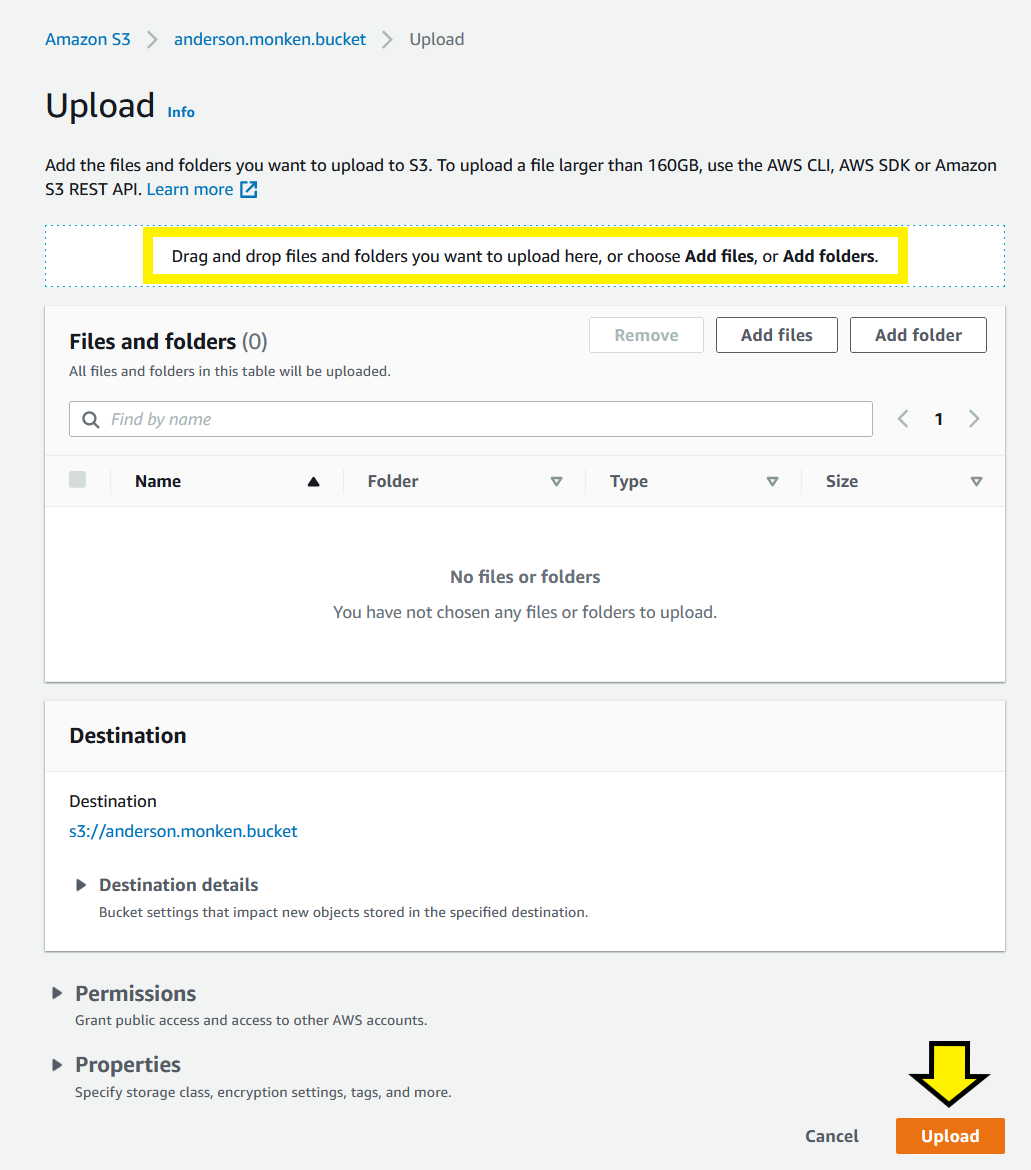 Amazon S3 > anderson.monken.bucket > Upload
Upload Info
Add the files and folders you want to upload to S3. To upload a file larger than 160GB, use the AWS CLI, AWS SDK or Amazon
S3 REST API. Learn more
Drag and drop files and folders you want to upload here, or choose Add files, or Add folders.
Files and folders (0)
Remove
Add files
Add folder
All files and folders in this table will be uploaded.
Find by name
1
Name
Folder
Type
Size
No files or folders
You have not chosen any files or folders to upload.
Destination
Destination
s3://anderson.monken.bucket
Destination details
Bucket settings that impact new objects stored in the specified destination.
Permissions
Grant public access and access to other AWS accounts.
Properties
Specify storage class, encryption settings, tags, and more.
Cancel
Upload